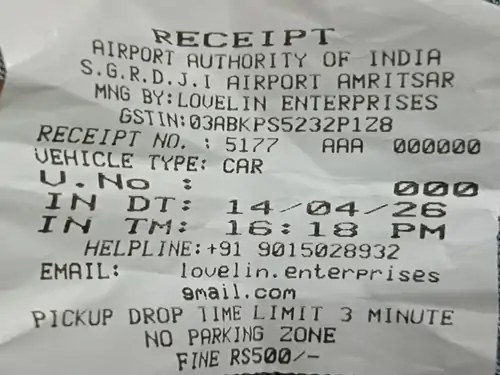 RECEIPT
AIRPORT AUTHORITY OF INDIA
S.G.R.D.J.I AIRPORT AMRITSAR
MNG BY:LOVELIN ENTERPRISES
GSTIN:03ABKPS5232P1Z8
RECEIPT NO. : 5177 AAA 000000
VEHICLE TYPE: CAR
V.No : 000
IN DT: 14/04/26
IN TM: 16:18 PM
HELPLINE:+91 9015028932
EMAIL: lovelin.enterprises
gmail.com
PICKUP DROP TIME LIMIT 3 MINUTE
NO PARKING ZONE
FINE RS500/-